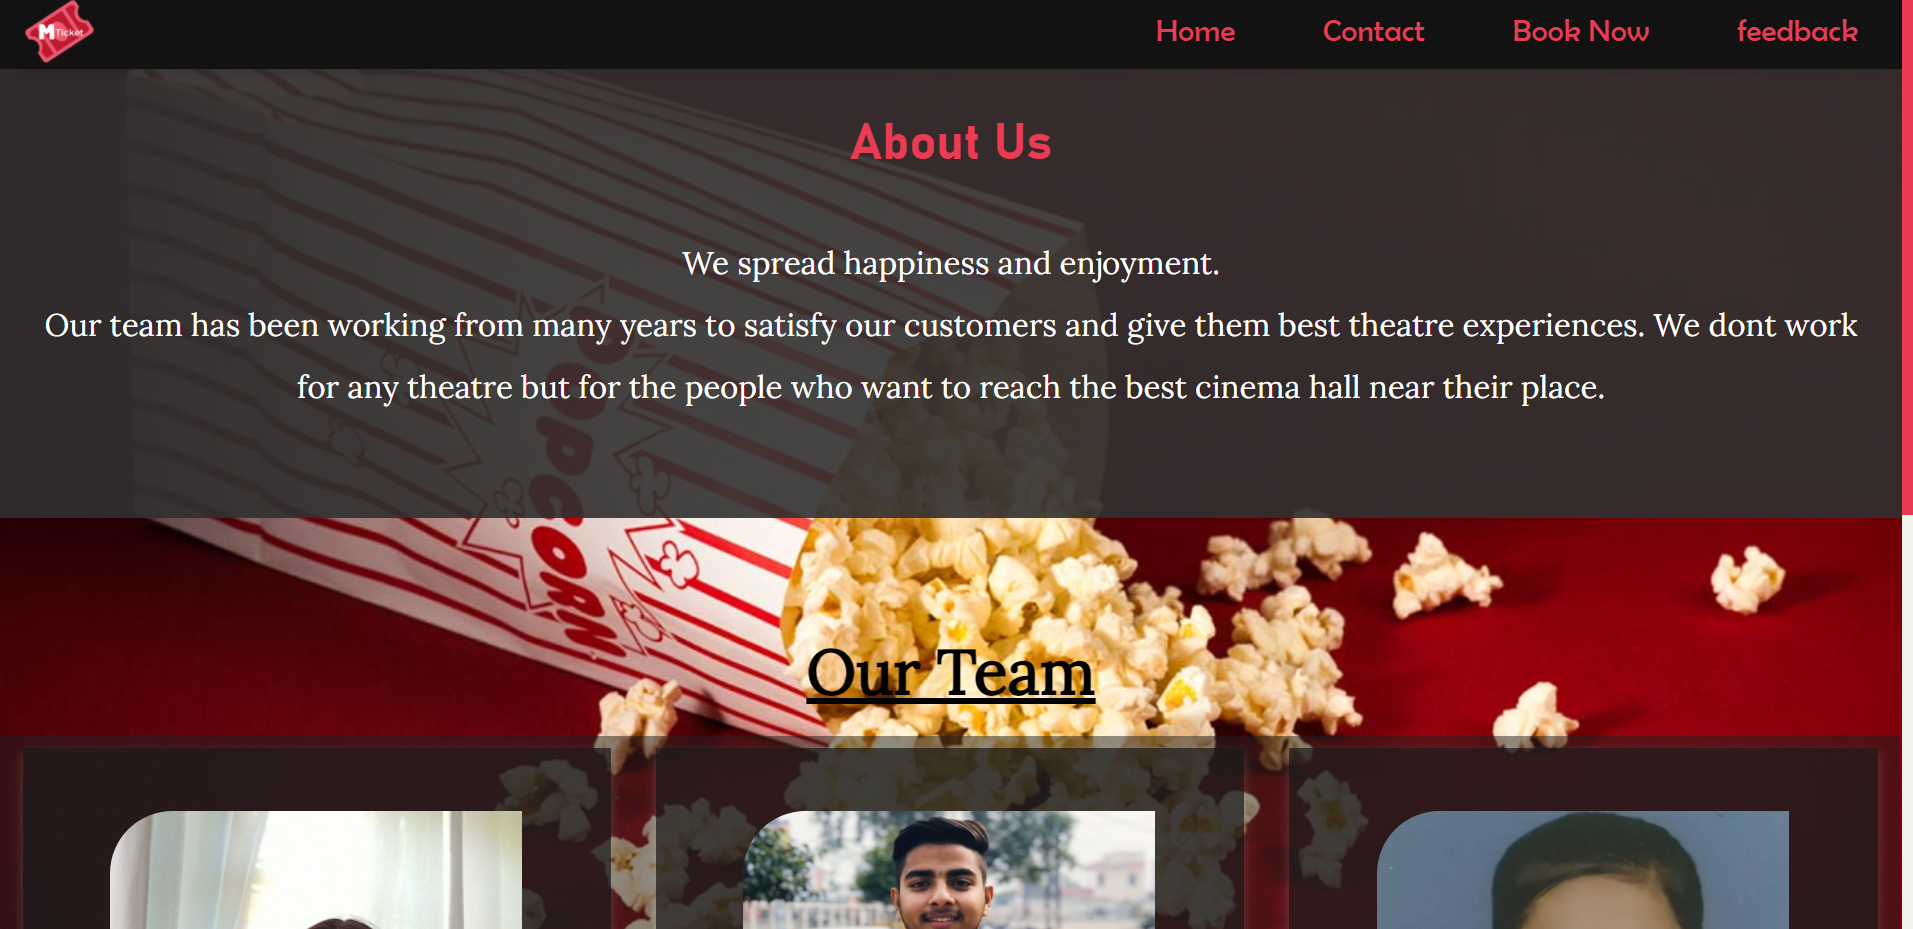 M Ticket
Home Contact Book Now feedback
About Us
We spread happiness and enjoyment.
Our team has been working from many years to satisfy our customers and give them best theatre experiences. We dont work
for any theatre but for the people who want to reach the best cinema hall near their place.
POPCORN
Our Team